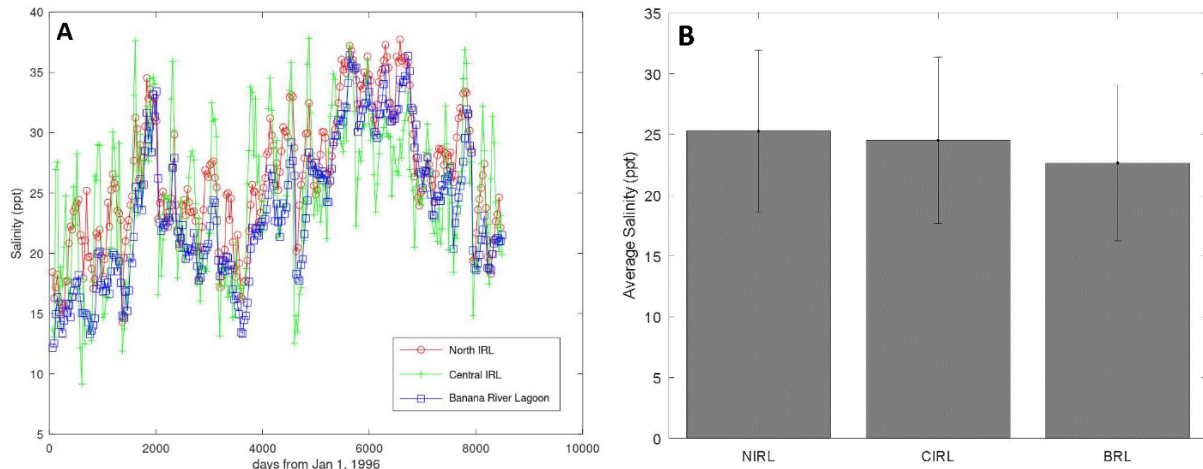 A
40
35
30
25
20
15
10
5
Salinity (ppt)
0 2000 4000 6000 8000 10000
days from Jan 1, 1996
North IRL
Central IRL
Banana River Lagoon
B
35
30
25
20
15
10
5
0
Average Salinity (ppt)
NIRL CIRL BRL